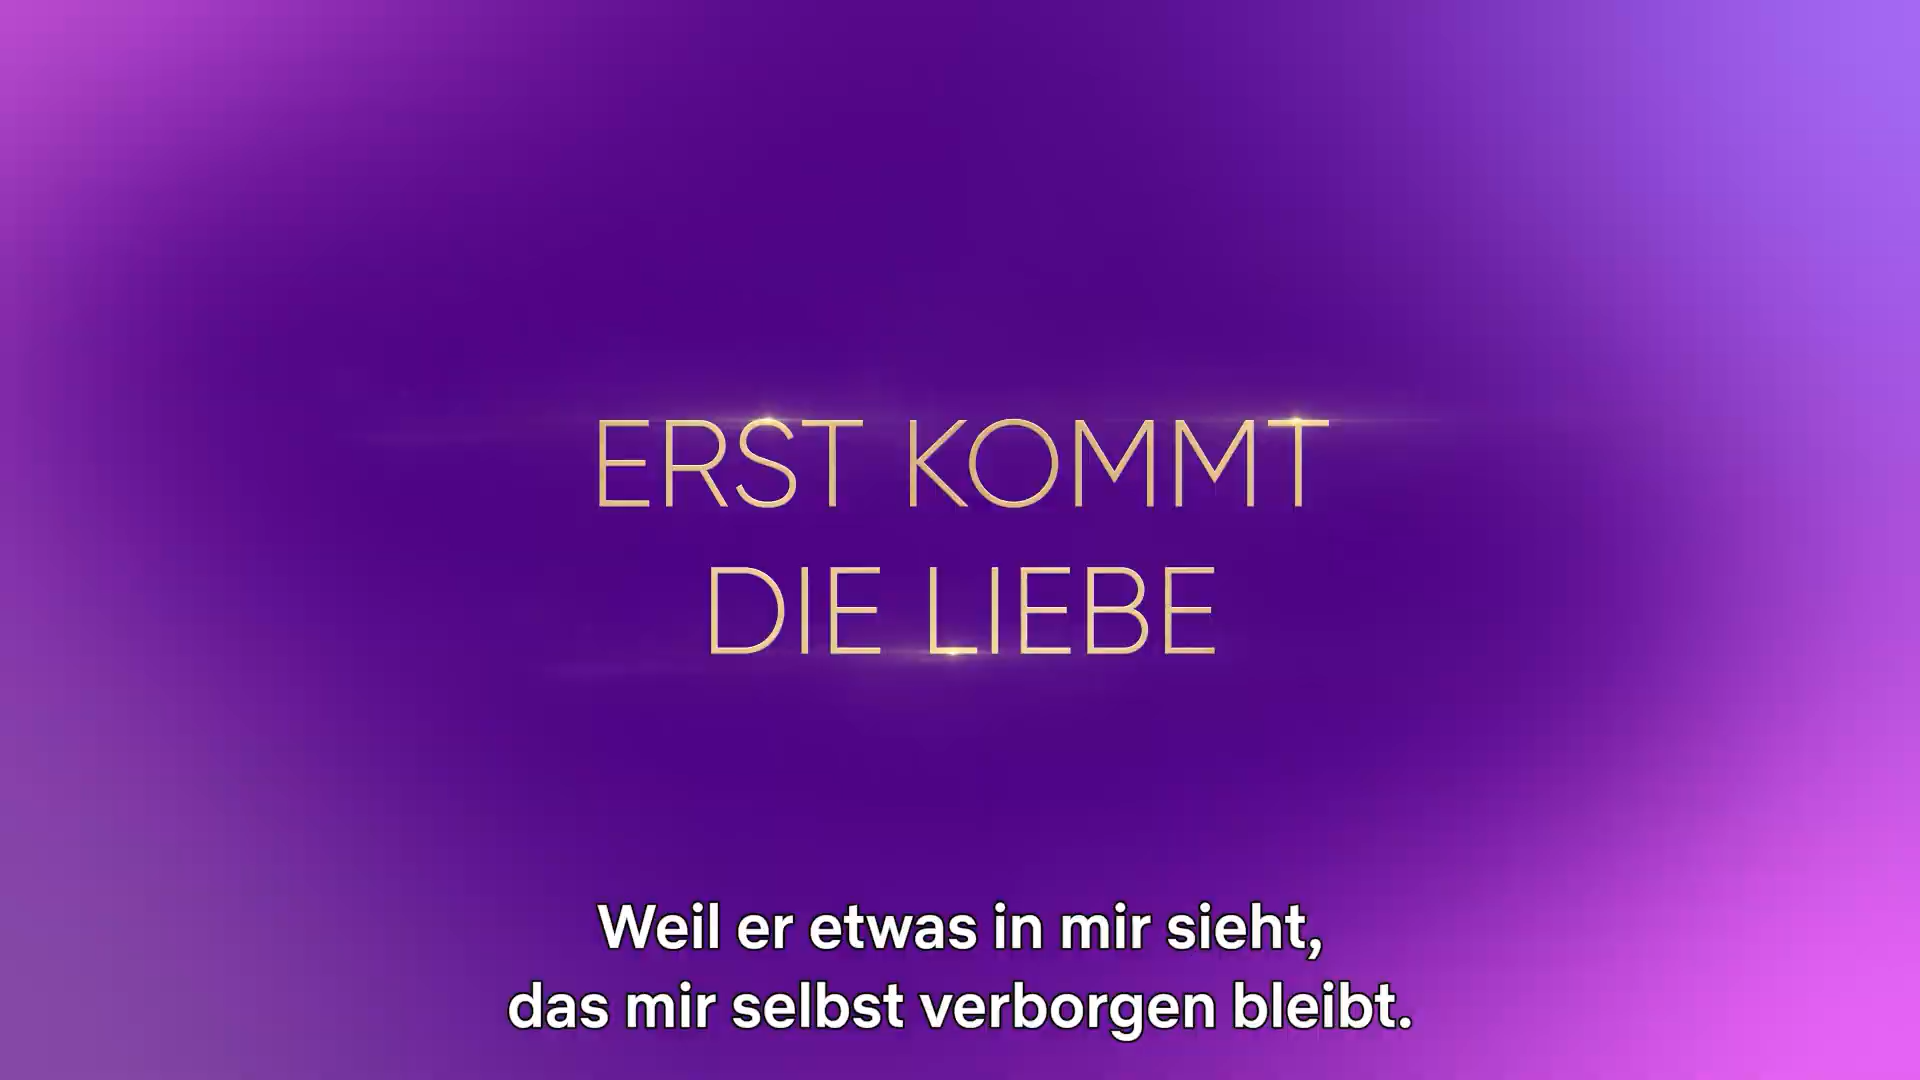 ERST KOMMT
DIE LIEBE
Weil er etwas in mir sieht,
das mir selbst verborgen bleibt.